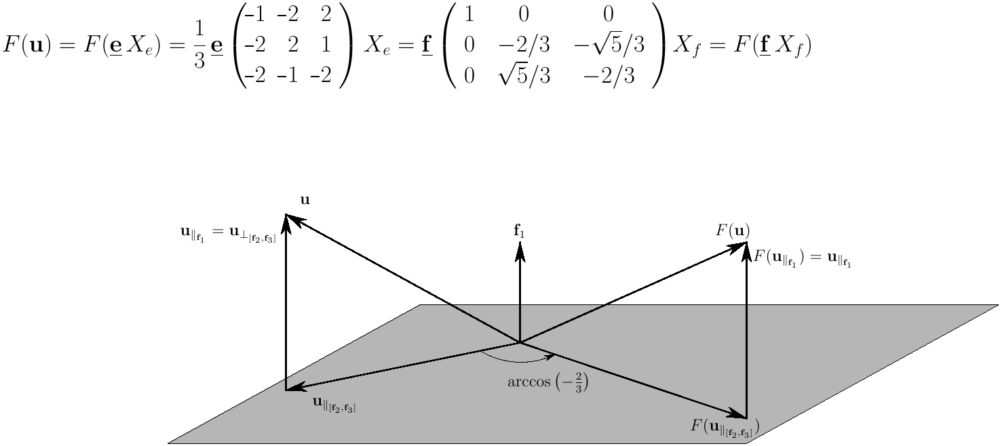 F(𝐮) = F(𝐞 Xₑ) = 1/3 𝐞 (-1 -2 2; -2 2 1; -2 -1 -2) Xₑ = 𝐟 (1 0 0; 0 −2/3 −√5/3; 0 √5/3 −2/3) X_f = F(𝐟 X_f)
𝐮
𝐮_{∥𝐟₁} = 𝐮_{⊥[𝐟₂,𝐟₃]}
𝐟₁
F(𝐮)
F(𝐮_{∥𝐟₁}) = 𝐮_{∥𝐟₁}
arccos (−2/3)
𝐮_{∥[𝐟₂,𝐟₃]}
F(𝐮_{∥[𝐟₂,𝐟₃]})